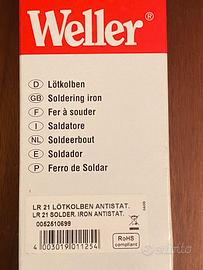 Weller®
D Lötkolben
GB Soldering iron
F Fer à souder
I Saldatore
NL Soldeerbout
E Soldador
P Ferro de Soldar
LR 21 LÖTKOLBEN ANTISTAT.
LR 21 SOLDER. IRON ANTISTAT.
0052510699
4 003019 011254
RoHS
compliant
subito